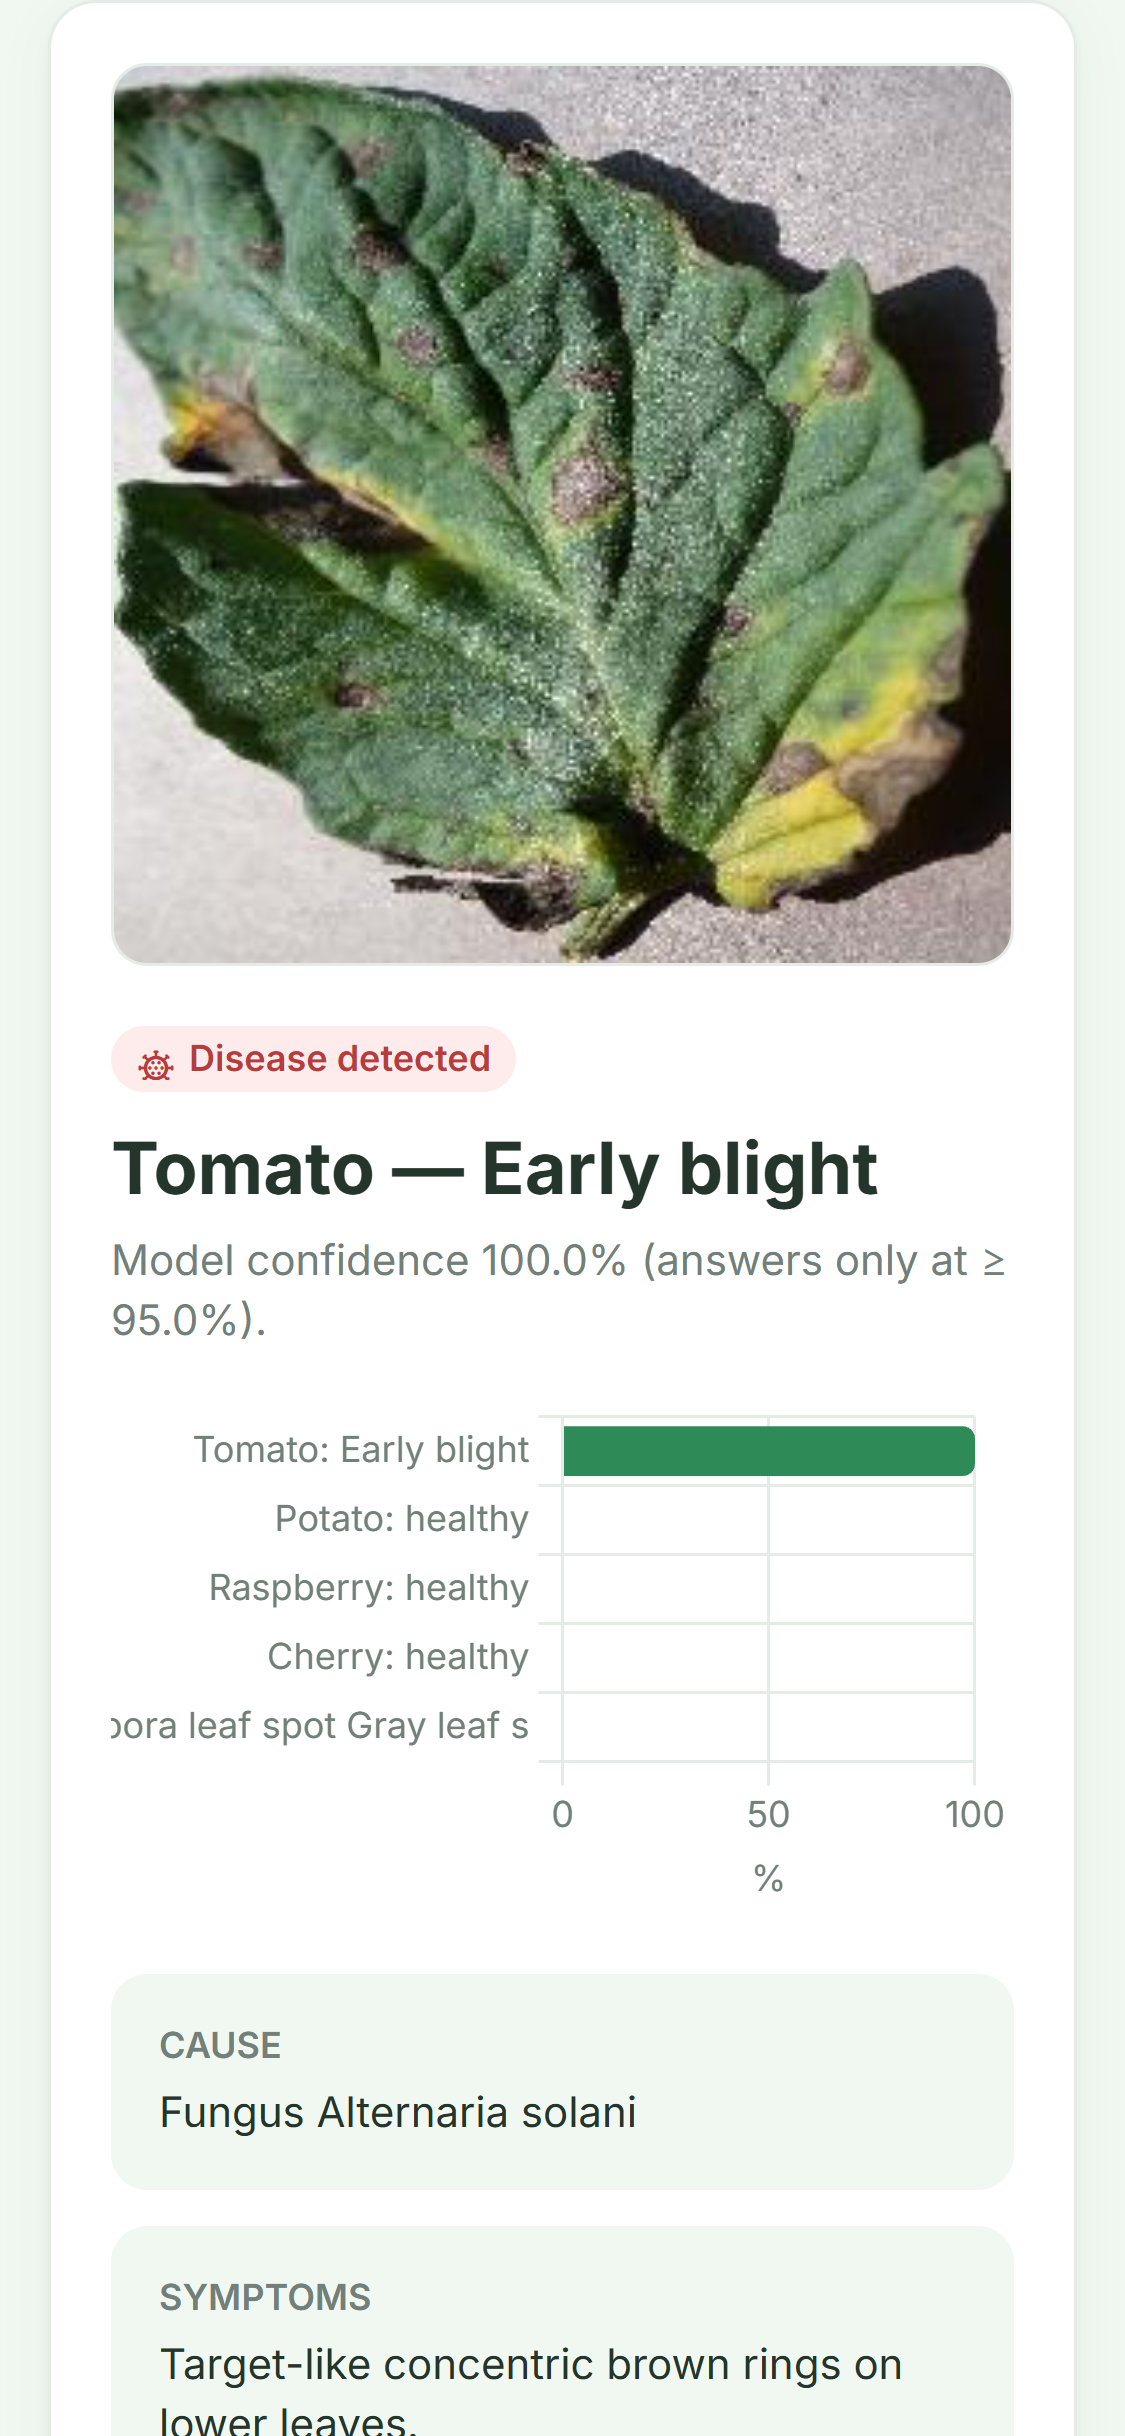 Disease detected
Tomato — Early blight
Model confidence 100.0% (answers only at ≥
95.0%).
Tomato: Early blight
Potato: healthy
Raspberry: healthy
Cherry: healthy
ora leaf spot Gray leaf s
0 50 100
%
CAUSE
Fungus Alternaria solani
SYMPTOMS
Target-like concentric brown rings on
lower leaves.